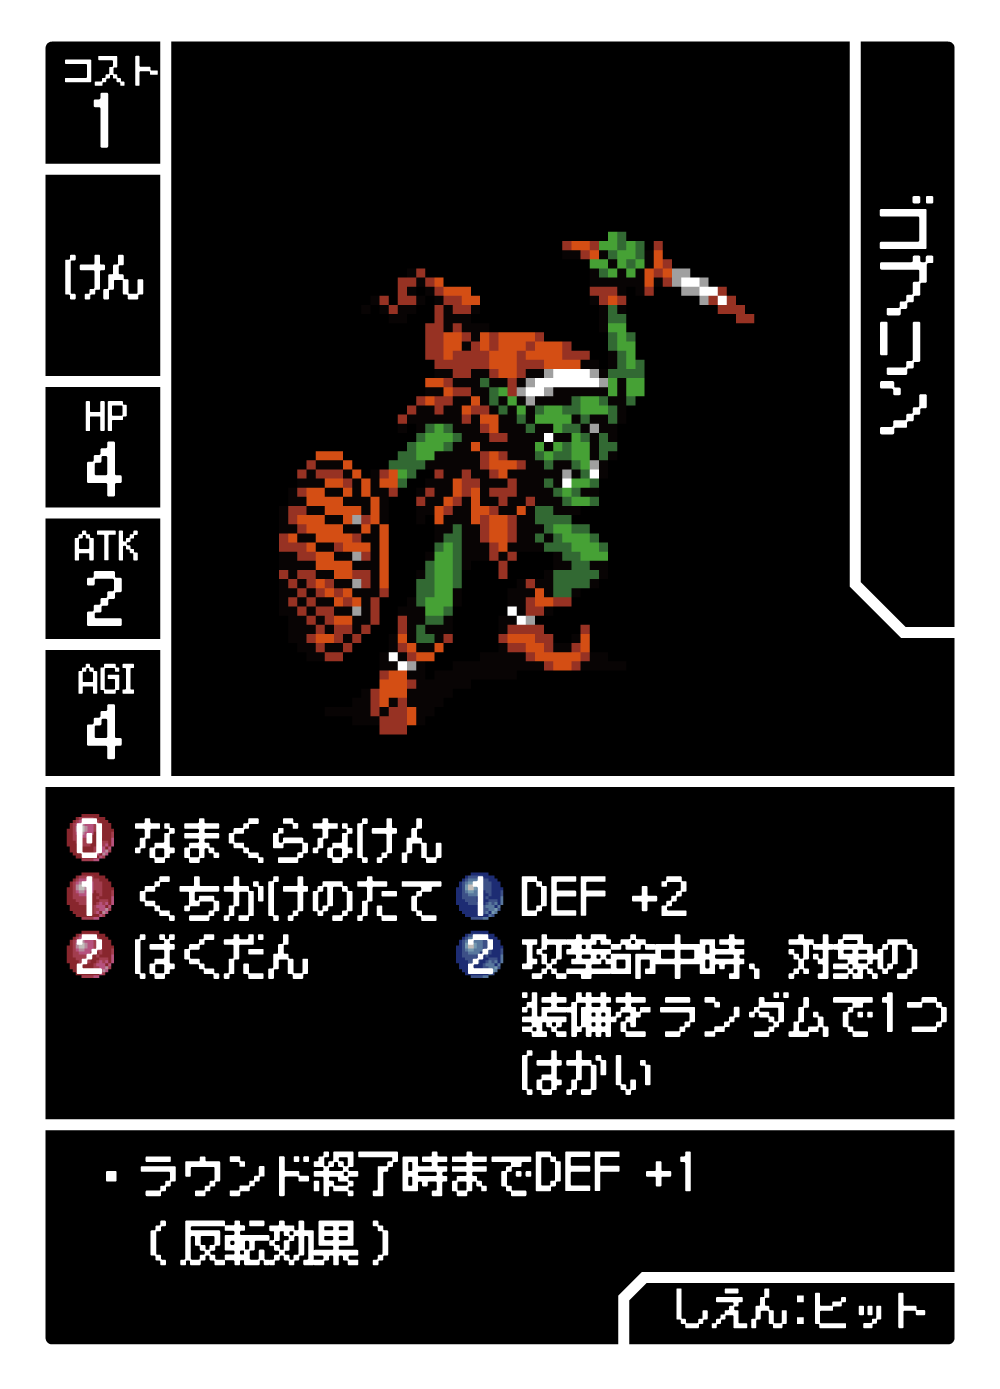 コスト
1
けん
HP
4
ATK
2
AGI
4
ゴブリン
0 なまくらなけん
1 くちかけのたて 1 DEF +2
2 ばくだん 2 攻撃命中時、対象の
装備をランダムで1つ
はかい
・ラウンド終了時までDEF +1
(反転効果)
しえん:ヒット